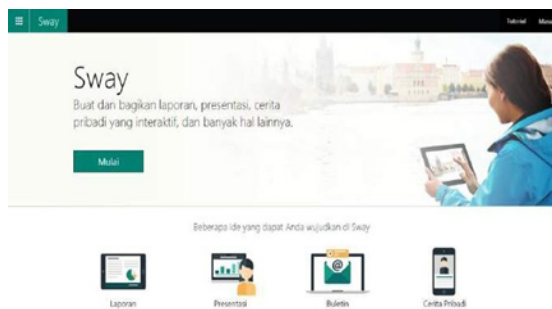 Sway
Tutorial
Sway
Buat dan bagikan laporan, presentasi, cerita
pribadi yang interaktif, dan banyak hal lainnya.
Mulai
Beberapa ide yang dapat Anda wujudkan di Sway
Laporan
Presentasi
Buletin
Cerita Pribadi